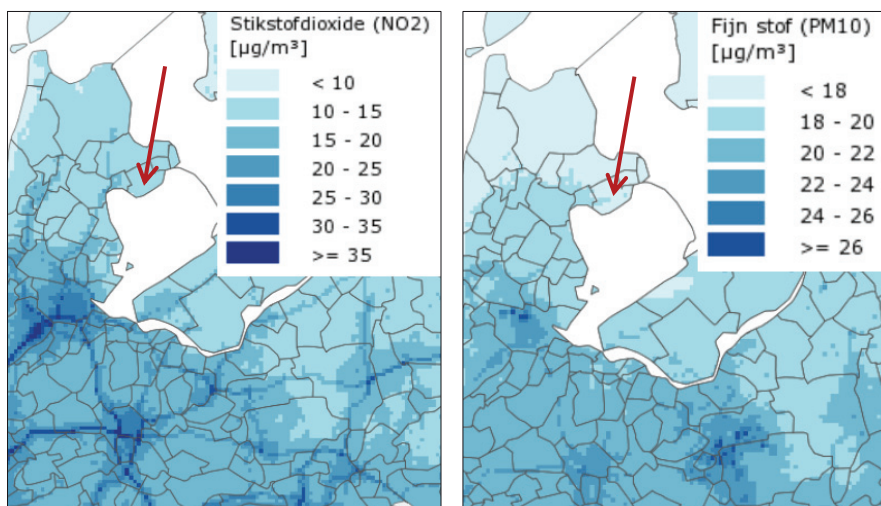 Stikstofdioxide (NO2)
[µg/m³]
< 10
10 - 15
15 - 20
20 - 25
25 - 30
30 - 35
>= 35
Fijn stof (PM10)
[µg/m³]
< 18
18 - 20
20 - 22
22 - 24
24 - 26
>= 26